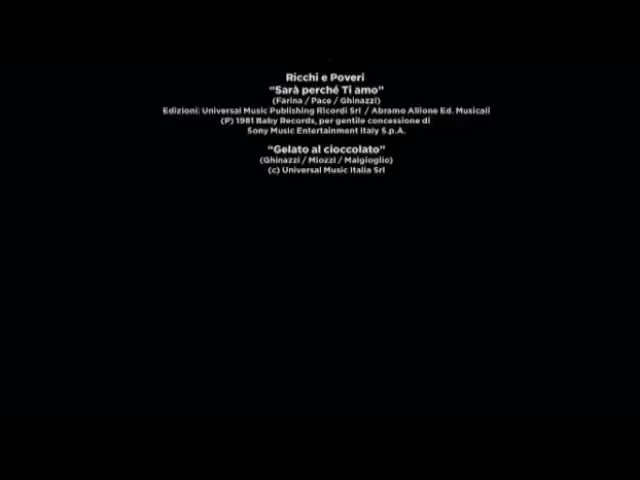 Ricchi e Poveri
“Sarà perché Ti amo”
(Farina / Pace / Ghinazzi)
Edizioni: Universal Music Publishing Ricordi Srl / Abramo Allione Ed. Musicali
(P) 1981 Baby Records, per gentile concessione di
Sony Music Entertainment Italy S.p.A.
“Gelato al cioccolato”
(Ghinazzi / Miozzi / Malgioglio)
(c) Universal Music Italia Srl